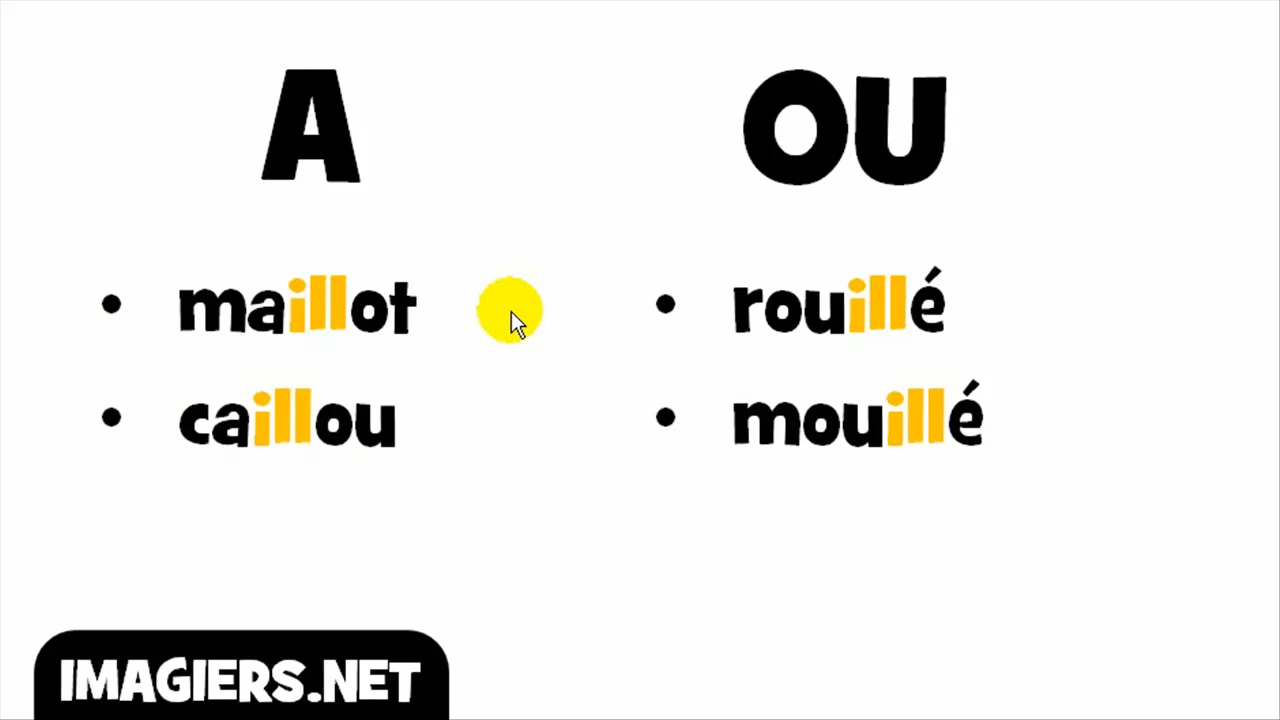 A
OU
• maillot
• rouillé
• caillou
• mouillé
IMAGIERS.NET